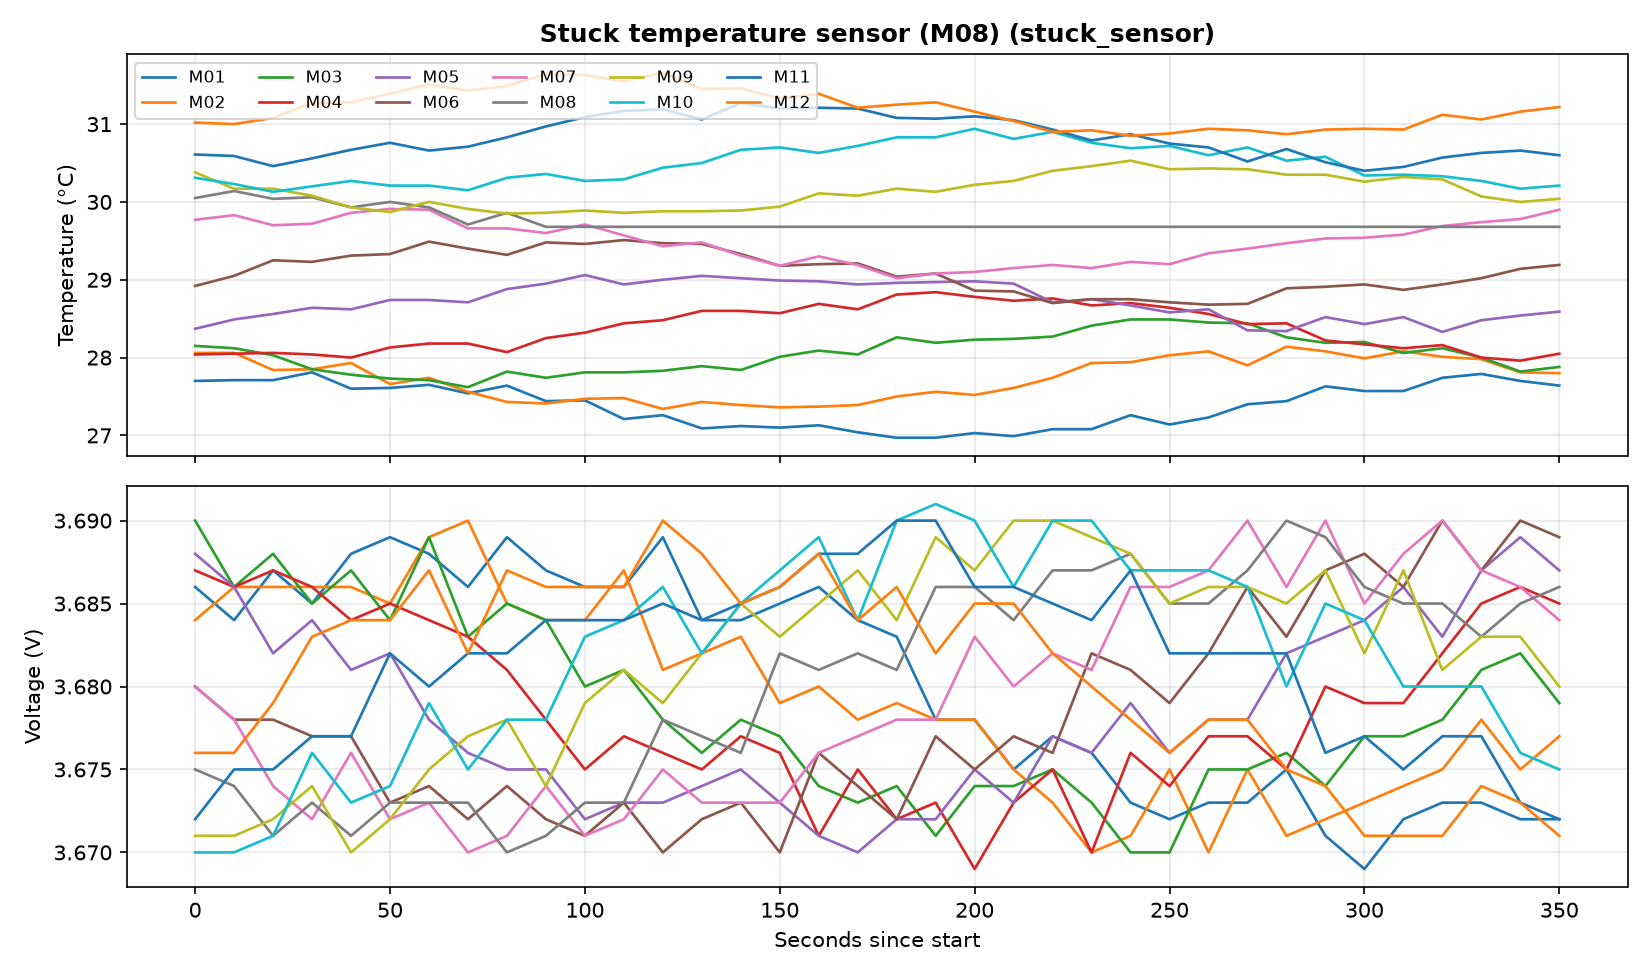 Stuck temperature sensor (M08) (stuck_sensor)
M01 M03 M05 M07 M09 M11
M02 M04 M06 M08 M10 M12
Temperature (°C)
31
30
29
28
27
Voltage (V)
3.690
3.685
3.680
3.675
3.670
0 50 100 150 200 250 300 350
Seconds since start